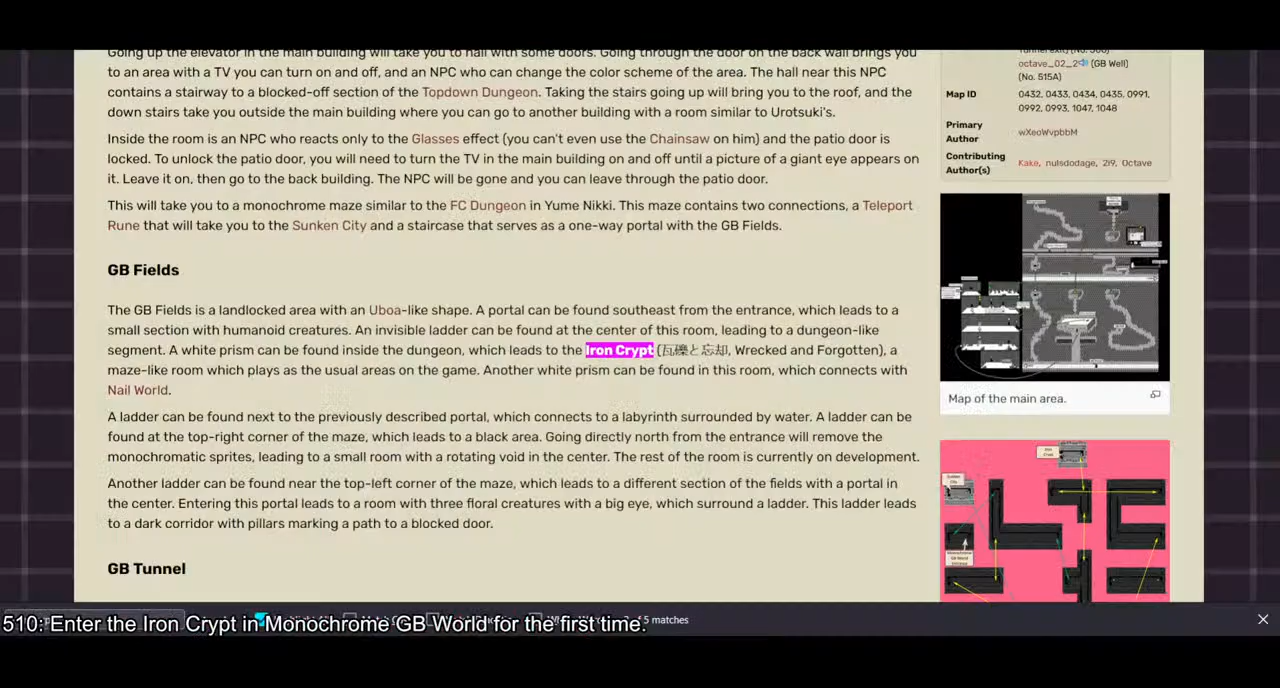 Going up the elevator in the main building will take you to hall with some doors. Going through the door on the back wall brings you
to an area with a TV you can turn on and off, and an NPC who can change the color scheme of the area. The hall near this NPC
contains a stairway to a blocked-off section of the Topdown Dungeon. Taking the stairs going up will bring you to the roof, and the
down stairs take you outside the main building where you can go to another building with a room similar to Urotsuki's.
Inside the room is an NPC who reacts only to the Glasses effect (you can't even use the Chainsaw on him) and the patio door is
locked. To unlock the patio door, you will need to turn the TV in the main building on and off until a picture of a giant eye appears on
it. Leave it on, then go to the back building. The NPC will be gone and you can leave through the patio door.
This will take you to a monochrome maze similar to the FC Dungeon in Yume Nikki. This maze contains two connections, a Teleport
Rune that will take you to the Sunken City and a staircase that serves as a one-way portal with the GB Fields.
GB Fields
The GB Fields is a landlocked area with an Uboa-like shape. A portal can be found southeast from the entrance, which leads to a
small section with humanoid creatures. An invisible ladder can be found at the center of this room, leading to a dungeon-like
segment. A white prism can be found inside the dungeon, which leads to the Iron Crypt (瓦礫と忘却, Wrecked and Forgotten), a
maze-like room which plays as the usual areas on the game. Another white prism can be found in this room, which connects with
Nail World.
A ladder can be found next to the previously described portal, which connects to a labyrinth surrounded by water. A ladder can be
found at the top-right corner of the maze, which leads to a black area. Going directly north from the entrance will remove the
monochromatic sprites, leading to a small room with a rotating void in the center. The rest of the room is currently on development.
Another ladder can be found near the top-left corner of the maze, which leads to a different section of the fields with a portal in
the center. Entering this portal leads to a room with three floral creatures with a big eye, which surround a ladder. This ladder leads
to a dark corridor with pillars marking a path to a blocked door.
GB Tunnel
octave_02_2 (GB Well)
(No. 515A)
Map ID
0432, 0433, 0434, 0435, 0991,
0992, 0993, 1047, 1048
Primary
Author
wXeoWvpbbM
Contributing
Author(s)
Kake, nulsdodage, 2i9, Octave
Map of the main area.
510: Enter the Iron Crypt in Monochrome GB World for the first time.
5 matches